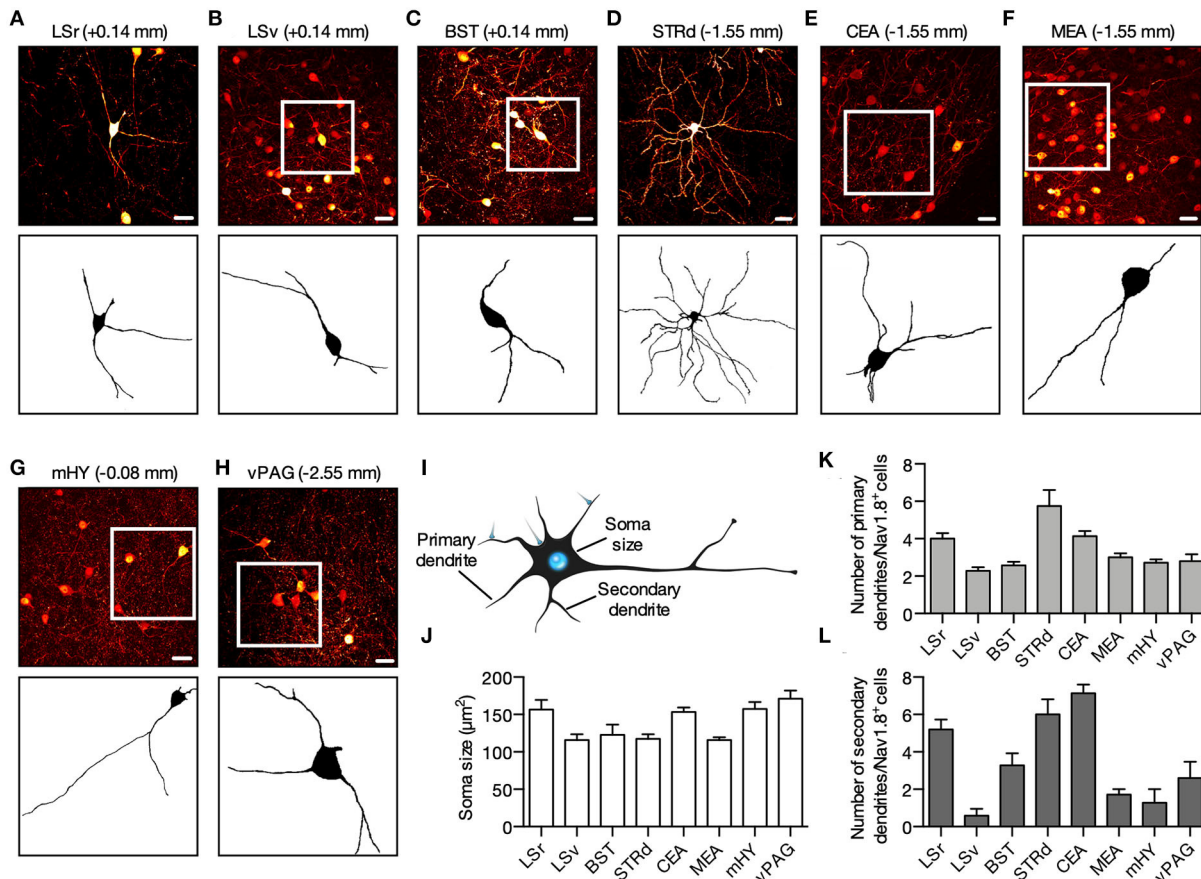 A
LSr (+0.14 mm)
B
LSv (+0.14 mm)
C
BST (+0.14 mm)
D
STRd (-1.55 mm)
E
CEA (-1.55 mm)
F
MEA (-1.55 mm)
G
mHY (-0.08 mm)
H
vPAG (-2.55 mm)
I
Primary
dendrite
Soma
size
Secondary
dendrite
J
Soma size (µm²)
200
150
100
50
0
LSr
LSv
BST
STRd
CEA
MEA
mHY
vPAG
K
Number of primary
dendrites/Nav1.8⁺cells
8
6
4
2
0
LSr
LSv
BST
STRd
CEA
MEA
mHY
vPAG
L
Number of secondary
dendrites/Nav1.8⁺cells
8
6
4
2
0
LSr
LSv
BST
STRd
CEA
MEA
mHY
vPAG